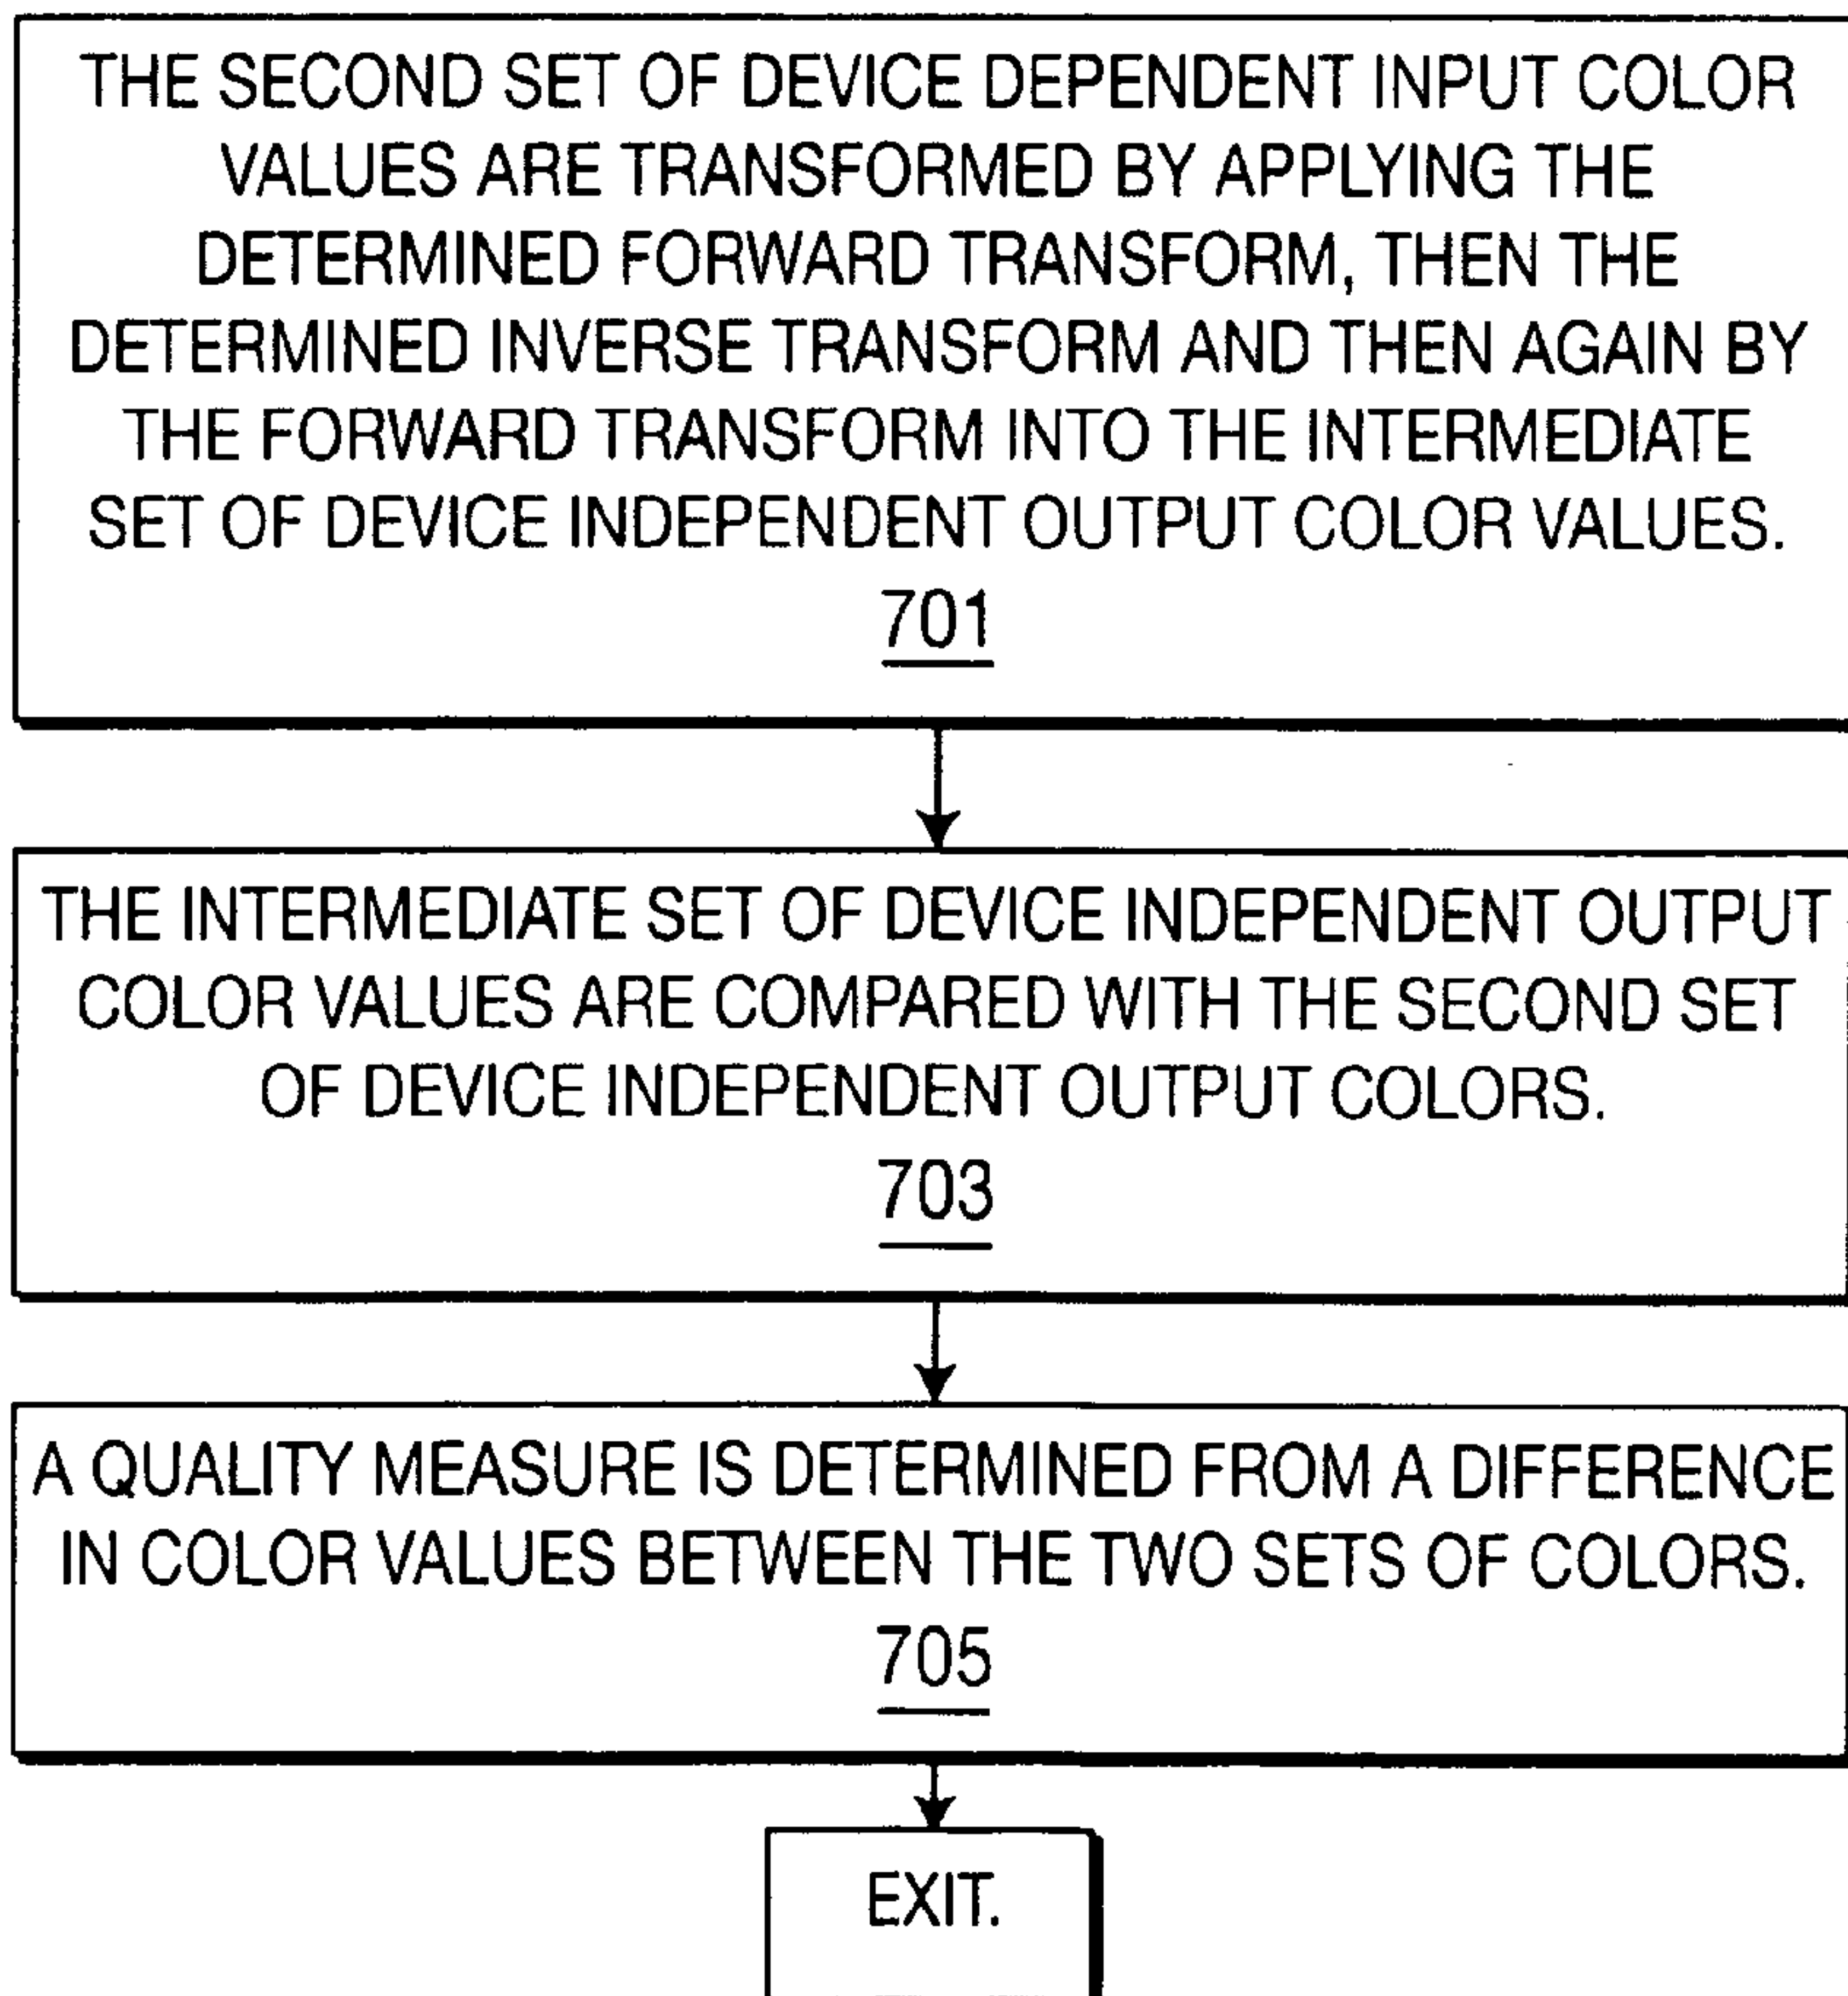 THE SECOND SET OF DEVICE DEPENDENT INPUT COLOR
VALUES ARE TRANSFORMED BY APPLYING THE
DETERMINED FORWARD TRANSFORM, THEN THE
DETERMINED INVERSE TRANSFORM AND THEN AGAIN BY
THE FORWARD TRANSFORM INTO THE INTERMEDIATE
SET OF DEVICE INDEPENDENT OUTPUT COLOR VALUES.
701
THE INTERMEDIATE SET OF DEVICE INDEPENDENT OUTPUT
COLOR VALUES ARE COMPARED WITH THE SECOND SET
OF DEVICE INDEPENDENT OUTPUT COLORS.
703
A QUALITY MEASURE IS DETERMINED FROM A DIFFERENCE
IN COLOR VALUES BETWEEN THE TWO SETS OF COLORS.
705
EXIT.